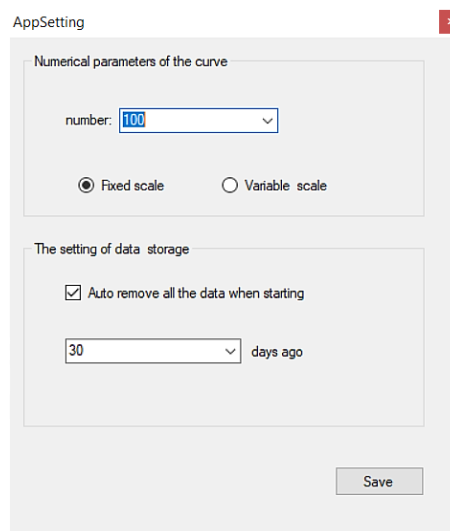 AppSetting
Numerical parameters of the curve
number: 100
Fixed scale Variable scale
The setting of data storage
Auto remove all the data when starting
30 days ago
Save